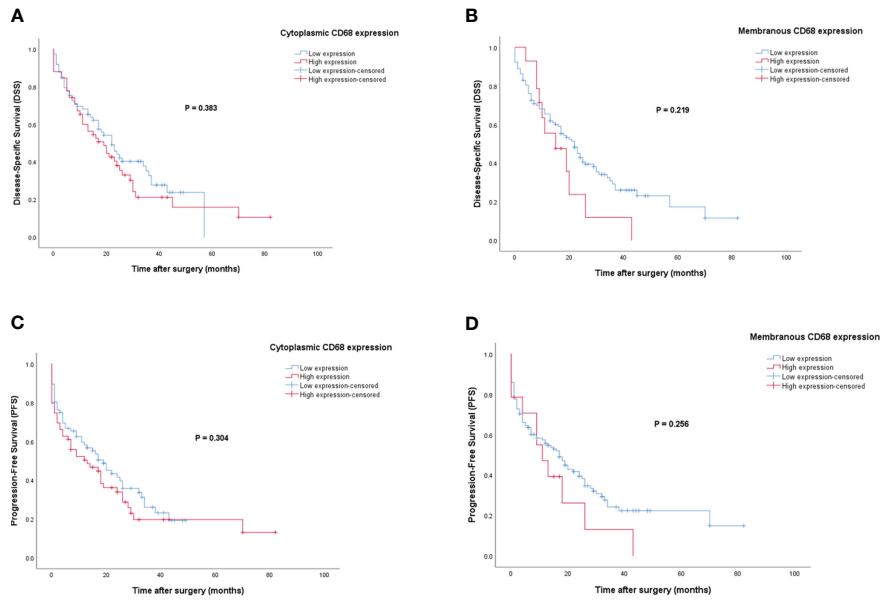 A
Cytoplasmic CD68 expression
Low expression
High expression
Low expression-censored
High expression-censored
P = 0.383
Disease-Specific Survival (DSS)
1.0
0.8
0.6
0.4
0.2
0.0
0 20 40 60 80 100
Time after surgery (months)
B
Membranous CD68 expression
Low expression
High expression
Low expression-censored
High expression-censored
P = 0.219
Disease-Specific Survival (DSS)
1.0
0.8
0.6
0.4
0.2
0.0
0 20 40 60 80 100
Time after surgery (months)
C
Cytoplasmic CD68 expression
Low expression
High expression
Low expression-censored
High expression-censored
P = 0.304
Progression-Free Survival (PFS)
1.0
0.8
0.6
0.4
0.2
0.0
0 20 40 60 80 100
Time after surgery (months)
D
Membranous CD68 expression
Low expression
High expression
Low expression-censored
High expression-censored
P = 0.256
Progression-Free Survival (PFS)
1.0
0.8
0.6
0.4
0.2
0.0
0 20 40 60 80 100
Time after surgery (months)